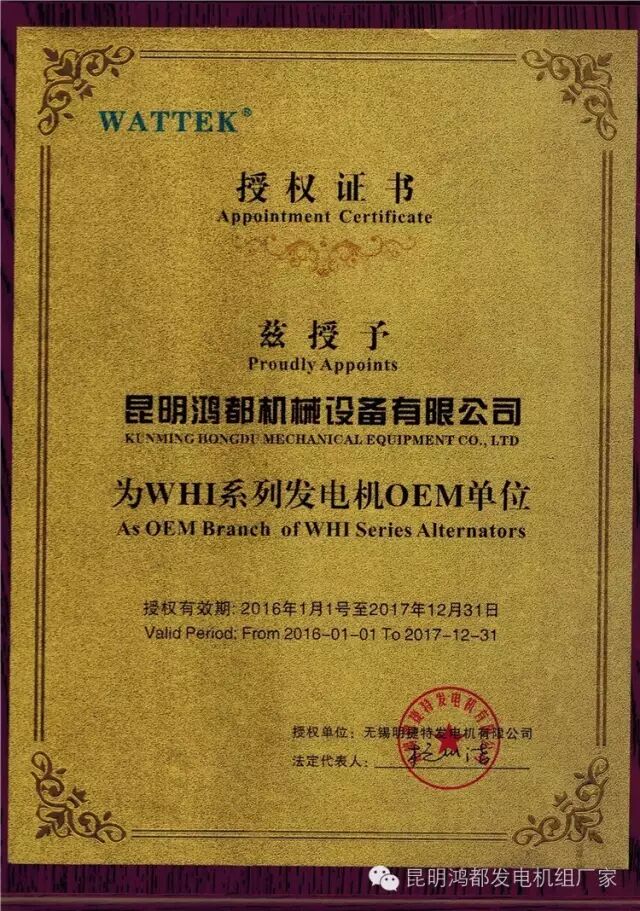 WATTEK®
授权证书
Appointment Certificate
兹授予
Proudly Appoints
昆明鸿都机械设备有限公司
KUNMING HONGDU MECHANICAL EQUIPMENT CO., LTD
为WHI系列发电机OEM单位
As OEM Branch of WHI Series Alternators
授权有效期: 2016年1月1号至2017年12月31日
Valid Period: From 2016-01-01 To 2017-12-31
授权单位: 无锡明捷特发电机有限公司
法定代表人:
昆明鸿都发电机组厂家